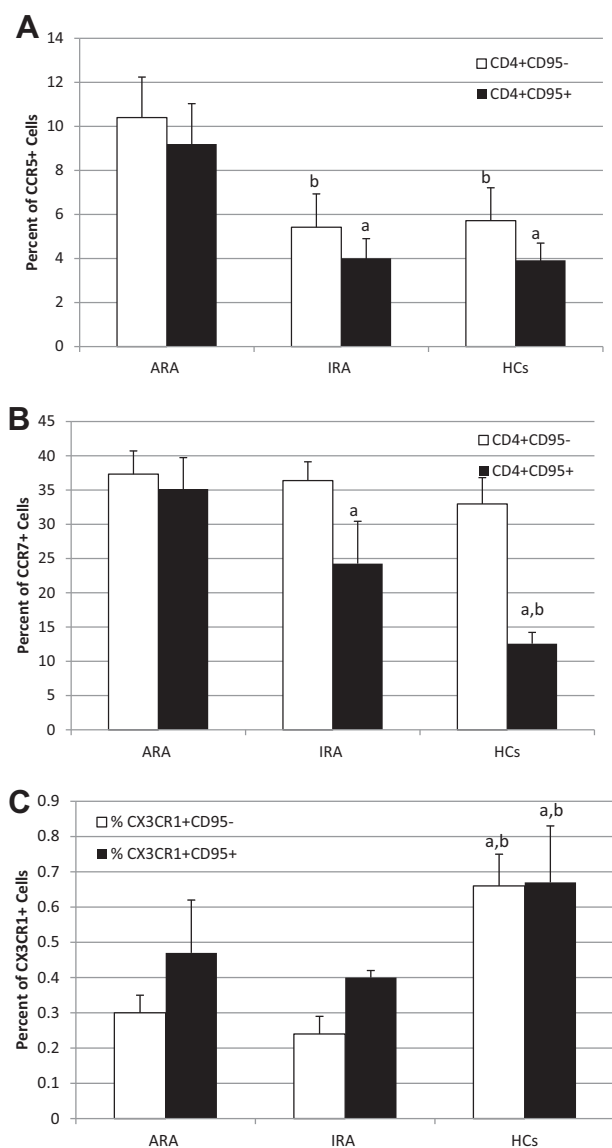 A
14
12
10
8
6
4
2
0
Percent of CCR5+ Cells
CD4+CD95-
CD4+CD95+
b
a
b
a
ARA
IRA
HCs
B
45
40
35
30
25
20
15
10
5
0
Percent of CCR7+ Cells
CD4+CD95-
CD4+CD95+
a
a,b
ARA
IRA
HCs
C
0.9
0.8
0.7
0.6
0.5
0.4
0.3
0.2
0.1
0
Percent of CX3CR1+ Cells
% CX3CR1+CD95-
% CX3CR1+CD95+
a,b
a,b
ARA
IRA
HCs